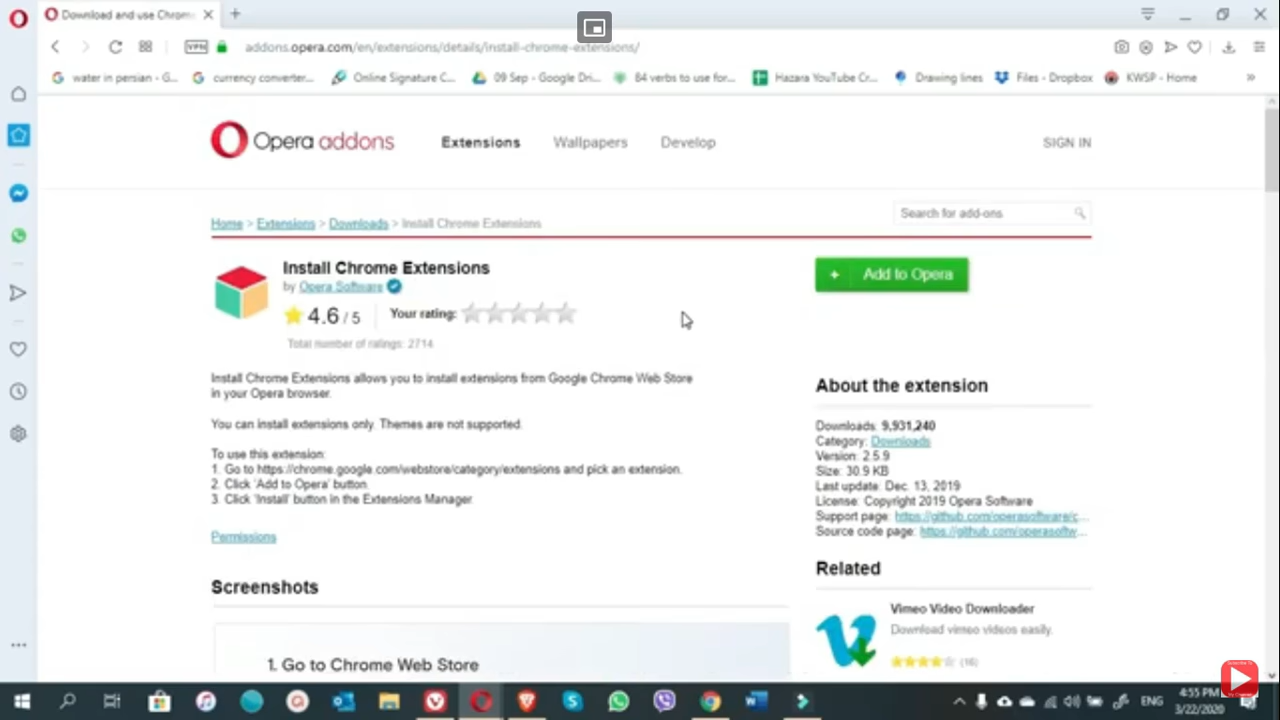 Download and use Chrom
VPN
addons.opera.com/en/extensions/details/install-chrome-extensions/
water in persian - G...
currency converter...
Online Signature C...
09 Sep - Google Dri...
84 verbs to use for...
Hazara YouTube Cr...
Drawing lines
Files - Dropbox
KWSP - Home
Opera addons
Extensions
Wallpapers
Develop
SIGN IN
Home > Extensions > Downloads > Install Chrome Extensions
Search for add-ons
Install Chrome Extensions
by Opera Software
4.6 / 5
Your rating:
Total number of ratings: 2714
+ Add to Opera
Install Chrome Extensions allows you to install extensions from Google Chrome Web Store
in your Opera browser.
You can install extensions only. Themes are not supported.
To use this extension:
1. Go to https://chrome.google.com/webstore/category/extensions and pick an extension.
2. Click 'Add to Opera' button.
3. Click 'Install' button in the Extensions Manager.
Permissions
Screenshots
1. Go to Chrome Web Store
About the extension
Downloads: 9,931,240
Category: Downloads
Version: 2.5.9
Size: 30.9 KB
Last update: Dec. 13, 2019
License: Copyright 2019 Opera Software
Support page: https://github.com/operasoftware/c...
Source code page: https://github.com/operasoftw...
Related
Vimeo Video Downloader
Download vimeo videos easily.
(16)
ENG
4:55 PM
3/22/2020